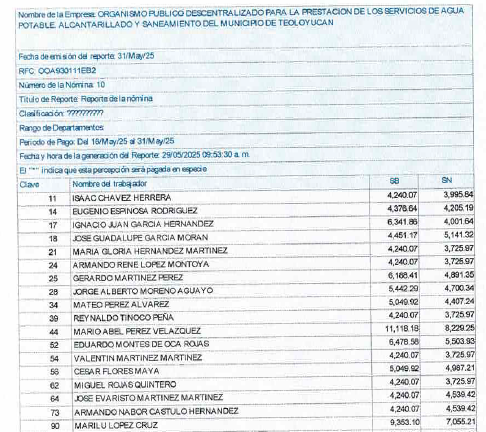 Nombre de la Empresa: ORGANISMO PUBLICO DESCENTRALIZADO PARA LA PRESTACION DE LOS SERVICIOS DE AGUA
POTABLE, ALCANTARILLADO Y SANEAMIENTO DEL MUNICIPIO DE TEOLOYUCAN
Fecha de emisión del reporte: 31/May/25
RFC: OOA930111EB2
Número de la Nómina: 10
Titulo de Reporte: Reporte de la nómina
Clasificación: ??????????
Rango de Departamentos:
Periodo de Pago: Del 16/May/25 al 31/May/25
Fecha y hora de la generación del Reporte: 29/05/2025 09:53:30 a. m.
El "*" indica que esta percepción será pagada en especie
Clave Nombre del trabajador SB SN
11 ISAAC CHAVEZ HERRERA 4,240.07 3,995.84
14 EUGENIO ESPINOSA RODRIGUEZ 4,376.64 4,205.19
17 IGNACIO JUAN GARCIA HERNANDEZ 6,341.86 4,001.64
18 JOSE GUADALUPE GARCIA MORAN 4,451.17 5,141.32
21 MARIA GLORIA HERNANDEZ MARTINEZ 4,240.07 3,725.97
24 ARMANDO RENE LOPEZ MONTOYA 4,240.07 3,725.97
25 GERARDO MARTINEZ PEREZ 6,168.41 4,891.35
28 JORGE ALBERTO MORENO AGUAYO 5,442.29 4,700.34
34 MATEO PEREZ ALVAREZ 5,049.92 4,407.24
39 REYNALDO TINOCO PEÑA 4,240.07 3,725.97
44 MARIO ABEL PEREZ VELAZQUEZ 11,118.18 8,229.25
52 EDUARDO MONTES DE OCA ROJAS 6,478.58 5,503.93
54 VALENTIN MARTINEZ MARTINEZ 4,240.07 3,725.97
56 CESAR FLORES MAYA 5,049.92 4,987.21
62 MIGUEL ROJAS QUINTERO 4,240.07 3,725.97
64 JOSE EVARISTO MARTINEZ MARTINEZ 4,240.07 4,539.42
73 ARMANDO NABOR CASTULO HERNANDEZ 4,240.07 4,539.42
90 MARILU LOPEZ CRUZ 9,353.10 7,055.21